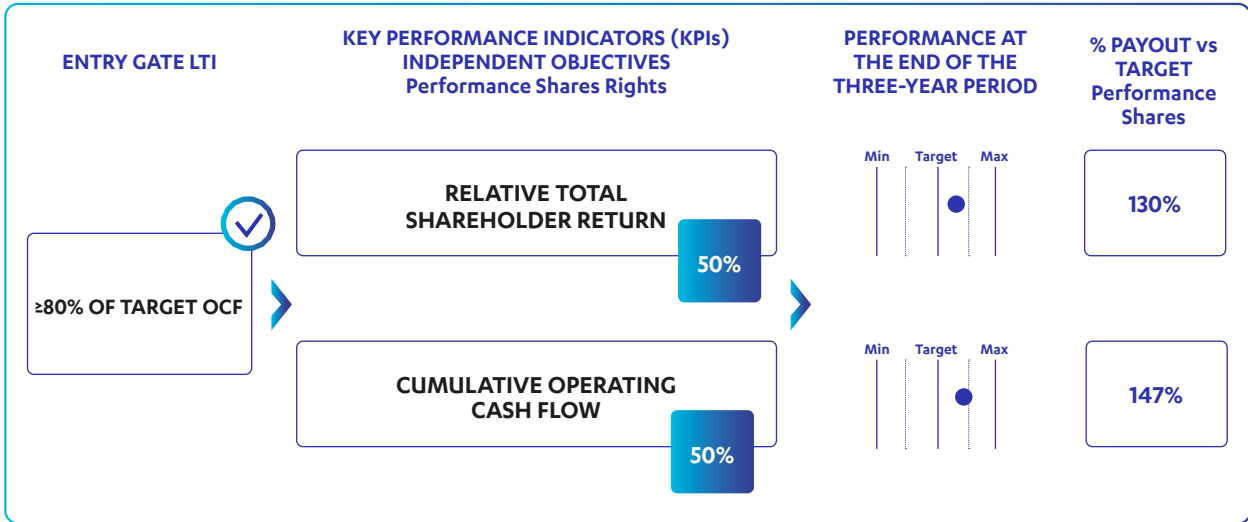 ENTRY GATE LTI
KEY PERFORMANCE INDICATORS (KPIs)
INDEPENDENT OBJECTIVES
Performance Shares Rights
PERFORMANCE AT
THE END OF THE
THREE-YEAR PERIOD
% PAYOUT vs
TARGET
Performance
Shares
≥80% OF TARGET OCF
RELATIVE TOTAL
SHAREHOLDER RETURN
50%
Min Target Max
130%
CUMULATIVE OPERATING
CASH FLOW
50%
Min Target Max
147%